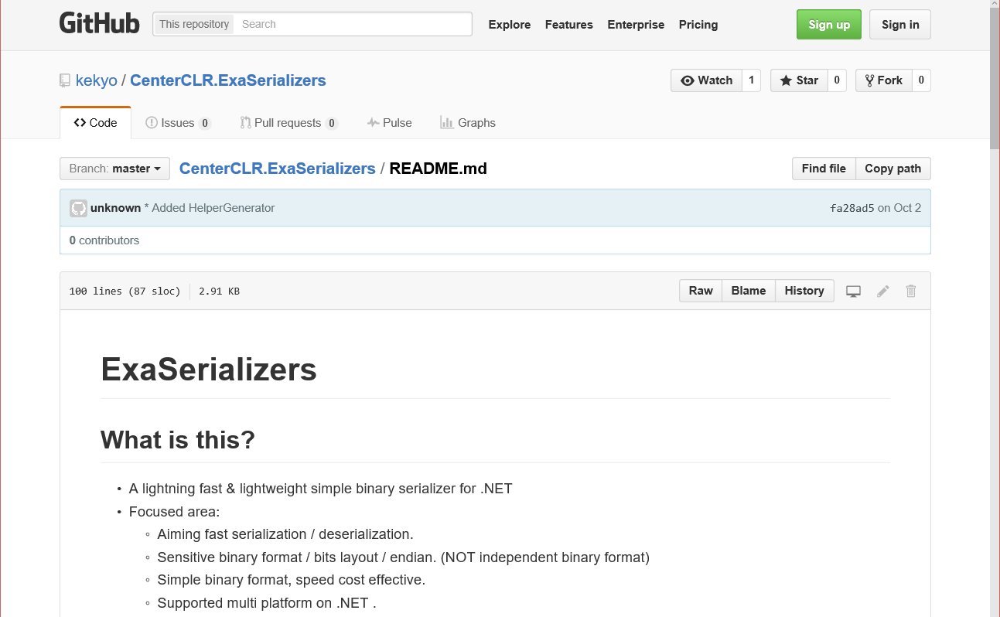 GitHub This repository Search Explore Features Enterprise Pricing Sign up Sign in
kekyo / CenterCLR.ExaSerializers Watch 1 Star 0 Fork 0
Code Issues 0 Pull requests 0 Pulse Graphs
Branch: master CenterCLR.ExaSerializers / README.md Find file Copy path
unknown * Added HelperGenerator fa28ad5 on Oct 2
0 contributors
100 lines (87 sloc) 2.91 KB Raw Blame History
ExaSerializers
What is this?
• A lightning fast & lightweight simple binary serializer for .NET
• Focused area:
◦ Aiming fast serialization / deserialization.
◦ Sensitive binary format / bits layout / endian. (NOT independent binary format)
◦ Simple binary format, speed cost effective.
◦ Supported multi platform on .NET .